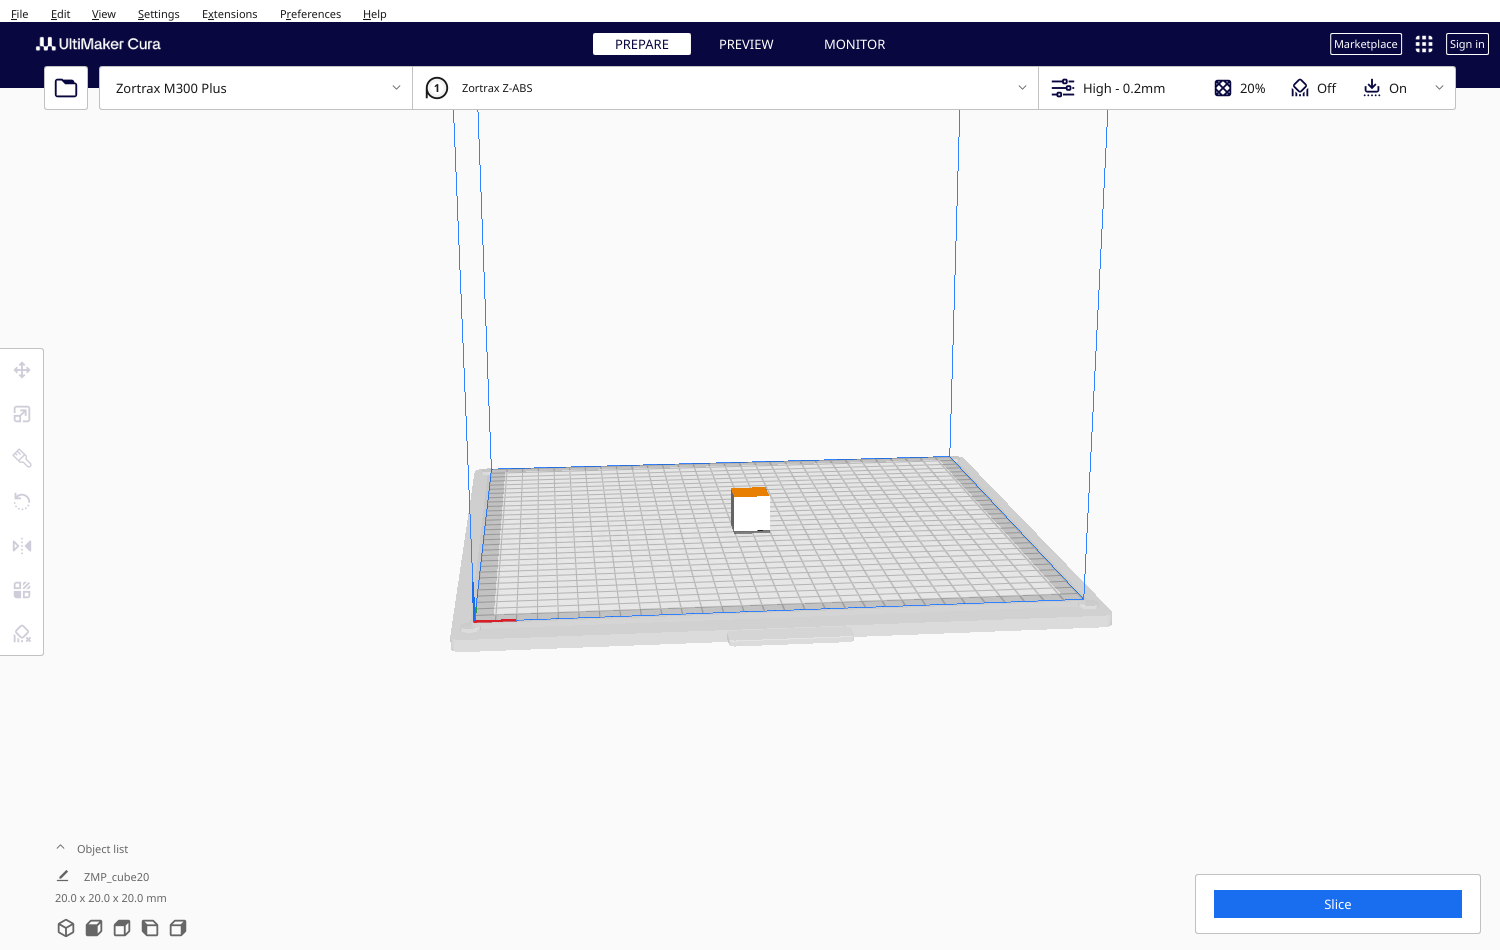 File Edit View Settings Extensions Preferences Help
UltiMaker Cura PREPARE PREVIEW MONITOR Marketplace Sign in
Zortrax M300 Plus 1 Zortrax Z-ABS High - 0.2mm 20% Off On
Object list
ZMP_cube20
20.0 x 20.0 x 20.0 mm
Slice